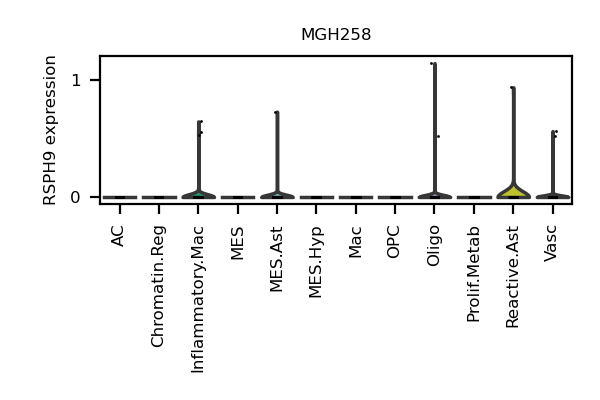 MGH258
RSPH9 expression
1
0
AC
Chromatin.Reg
Inflammatory.Mac
MES
MES.Ast
MES.Hyp
Mac
OPC
Oligo
Prolif.Metab
Reactive.Ast
Vasc